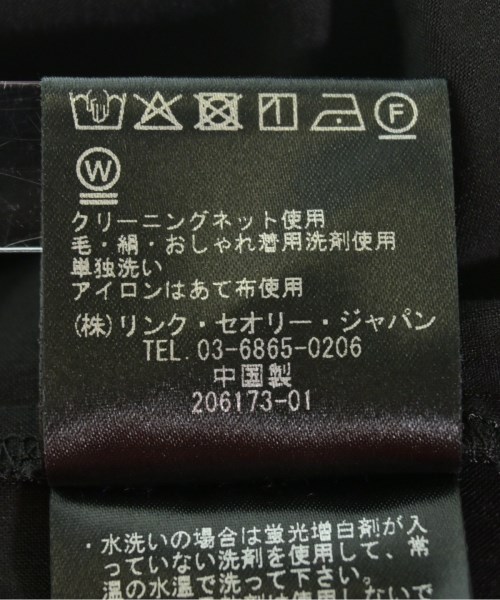 F
W
クリーニングネット使用
毛・絹・おしゃれ着用洗剤使用
単独洗い
アイロンはあて布使用
(株)リンク・セオリー・ジャパン
TEL. 03-6865-0206
中国製
206173-01
・水洗いの場合は蛍光増白剤が入
っていない洗剤を使用して、常
温の水温で洗って下さい。